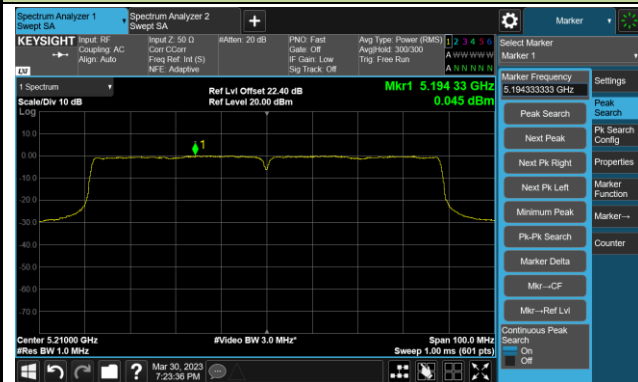 Spectrum Analyzer 1
Swept SA
Spectrum Analyzer 2
Swept SA
+
Marker
KEYSIGHT
Input: RF
Coupling: AC
Align: Auto
Input Z: 50 Ω
Corr CCorr
Freq Ref: Int (S)
NFE: Adaptive
#Atten: 20 dB
PNO: Fast
Gate: Off
IF Gain: Low
Sig Track: Off
Avg Type: Power (RMS)
Avg|Hold: 300/300
Trig: Free Run
1 2 3 4 5 6
A W W W W W
A N N N N N
LXI
Select Marker
Marker 1
1 Spectrum
Scale/Div 10 dB
Log
Ref Lvl Offset 22.40 dB
Ref Level 20.00 dBm
Mkr1 5.194 33 GHz
0.045 dBm
10.0
0.00
-10.0
-20.0
-30.0
-40.0
-50.0
-60.0
-70.0
1
Center 5.21000 GHz
#Res BW 1.0 MHz
#Video BW 3.0 MHz*
Span 100.0 MHz
Sweep 1.00 ms (601 pts)
Marker Frequency
5.194333333 GHz
Peak Search
Next Peak
Next Pk Right
Next Pk Left
Minimum Peak
Pk-Pk Search
Marker Delta
Mkr→CF
Mkr→Ref Lvl
Continuous Peak
Search
On
Off
Settings
Peak
Search
Pk Search
Config
Properties
Marker
Function
Marker→
Counter
?
Mar 30, 2023
7:23:36 PM